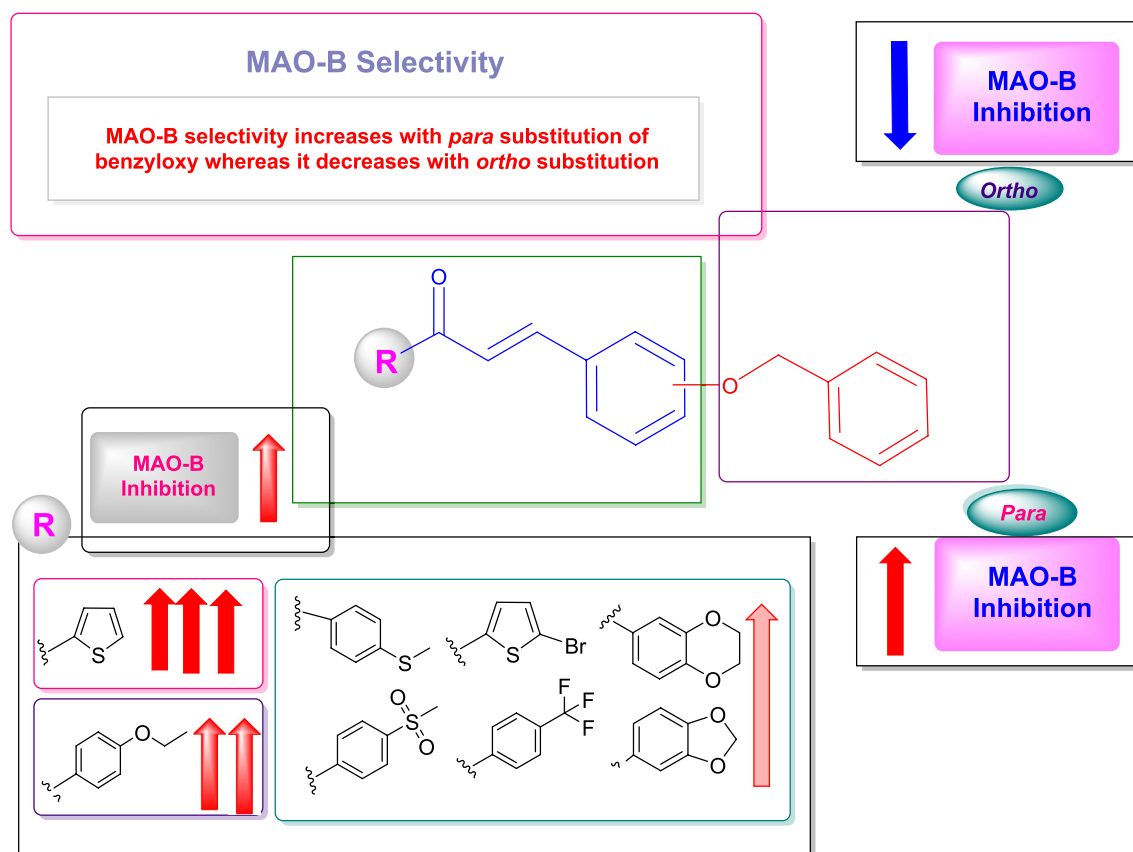 MAO-B Selectivity
MAO-B selectivity increases with para substitution of
benzyloxy whereas it decreases with ortho substitution
MAO-B
Inhibition
Ortho
O
R
O
MAO-B
Inhibition
R
Para
MAO-B
Inhibition
S
S
S
Br
O
O
O
O
S
O
F
F
F
O
O